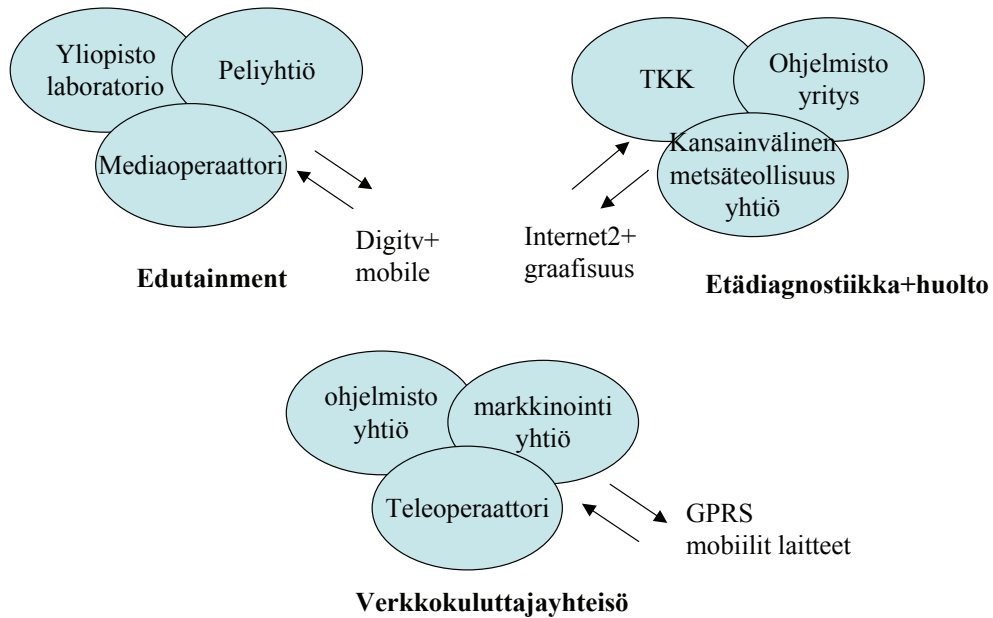 Yliopisto
laboratorio
Peliyhtiö
Mediaoperaattori
Digitv+
mobile
Edutainment
TKK
Ohjelmisto
yritys
Kansainvälinen
metsäteollisuus
yhtiö
Internet2+
graafisuus
Etädiagnostiikka+huolto
ohjelmisto
yhtiö
markkinointi
yhtiö
Teleoperaattori
GPRS
mobiilit laitteet
Verkkokuluttajayhteisö